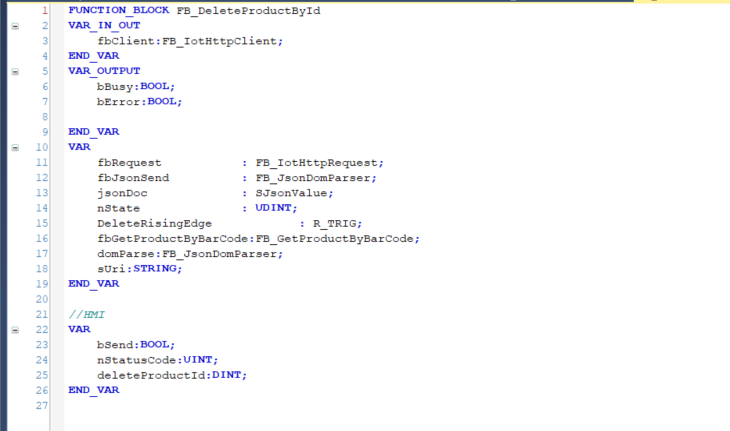 1 FUNCTION_BLOCK FB_DeleteProductById
2 VAR_IN_OUT
3 fbClient:FB_IotHttpClient;
4 END_VAR
5 VAR_OUTPUT
6 bBusy:BOOL;
7 bError:BOOL;
8
9 END_VAR
10 VAR
11 fbRequest : FB_IotHttpRequest;
12 fbJsonSend : FB_JsonDomParser;
13 jsonDoc : SJsonValue;
14 nState : UDINT;
15 DeleteRisingEdge : R_TRIG;
16 fbGetProductByBarCode:FB_GetProductByBarCode;
17 domParse:FB_JsonDomParser;
18 sUri:STRING;
19 END_VAR
20
21 //HMI
22 VAR
23 bSend:BOOL;
24 nStatusCode:UINT;
25 deleteProductId:DINT;
26 END_VAR
27